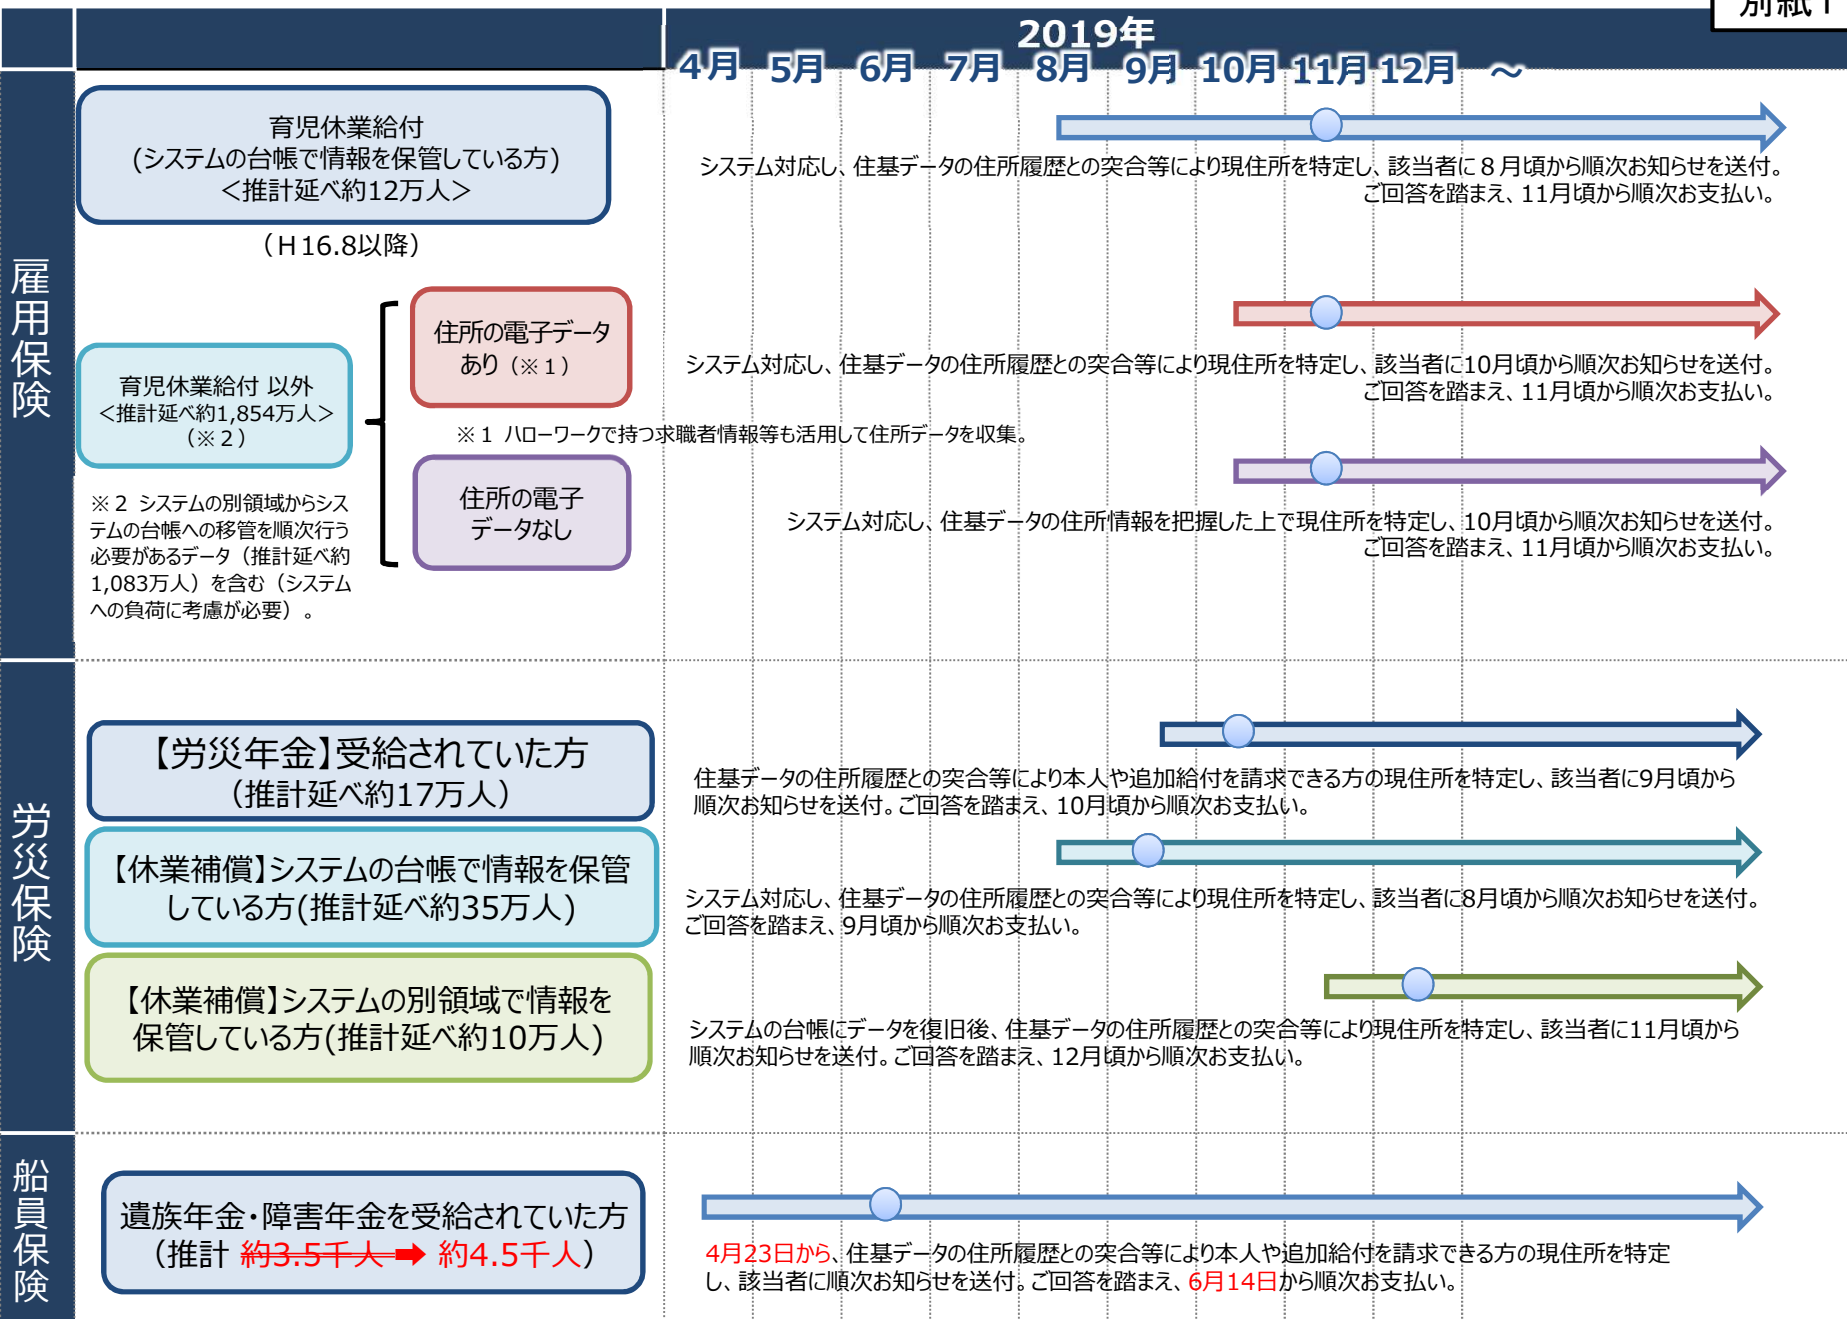 別紙1
2019年
4月 5月 6月 7月 8月 9月 10月 11月 12月 ～
雇用保険
育児休業給付
(システムの台帳で情報を保管している方)
＜推計延べ約12万人＞
（H16.8以降）
システム対応し、住基データの住所履歴との突合等により現住所を特定し、該当者に８月頃から順次お知らせを送付。
ご回答を踏まえ、11月頃から順次お支払い。
育児休業給付 以外
＜推計延べ約1,854万人＞
（※２）
住所の電子データ
あり（※１）
システム対応し、住基データの住所履歴との突合等により現住所を特定し、該当者に10月頃から順次お知らせを送付。
ご回答を踏まえ、11月頃から順次お支払い。
※１ ハローワークで持つ求職者情報等も活用して住所データを収集。
住所の電子
データなし
システム対応し、住基データの住所情報を把握した上で現住所を特定し、10月頃から順次お知らせを送付。
ご回答を踏まえ、11月頃から順次お支払い。
※２ システムの別領域からシス
テムの台帳への移管を順次行う
必要があるデータ（推計延べ約
1,083万人）を含む（システム
への負荷に考慮が必要）。
労災保険
【労災年金】受給されていた方
（推計延べ約17万人）
住基データの住所履歴との突合等により本人や追加給付を請求できる方の現住所を特定し、該当者に9月頃から
順次お知らせを送付。ご回答を踏まえ、10月頃から順次お支払い。
【休業補償】システムの台帳で情報を保管
している方(推計延べ約35万人)
システム対応し、住基データの住所履歴との突合等により現住所を特定し、該当者に8月頃から順次お知らせを送付。
ご回答を踏まえ、9月頃から順次お支払い。
【休業補償】システムの別領域で情報を
保管している方(推計延べ約10万人)
システムの台帳にデータを復旧後、住基データの住所履歴との突合等により現住所を特定し、該当者に11月頃から
順次お知らせを送付。ご回答を踏まえ、12月頃から順次お支払い。
船員保険
遺族年金・障害年金を受給されていた方
（推計 約3.5千人➡ 約4.5千人）
4月23日から、住基データの住所履歴との突合等により本人や追加給付を請求できる方の現住所を特定
し、該当者に順次お知らせを送付。ご回答を踏まえ、6月14日から順次お支払い。